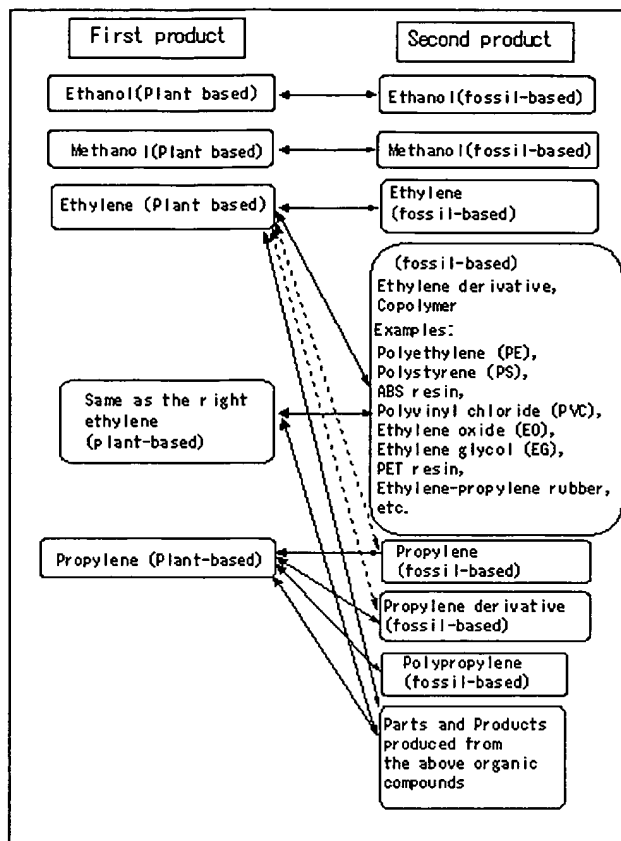 First product
Second product
Ethanol(Plant based)
Ethanol(fossil-based)
Methanol(Plant based)
Methanol(fossil-based)
Ethylene (Plant based)
Ethylene
(fossil-based)
(fossil-based)
Ethylene derivative,
Copolymer
Examples:
Polyethylene (PE),
Polystyrene (PS),
ABS resin,
Polyvinyl chloride (PVC),
Ethylene oxide (EO),
Ethylene glycol (EG),
PET resin,
Ethylene-propylene rubber,
etc.
Same as the right
ethylene
(plant-based)
Propylene (Plant-based)
Propylene
(fossil-based)
Propylene derivative
(fossil-based)
Polypropylene
(fossil-based)
Parts and Products
produced from
the above organic
compounds